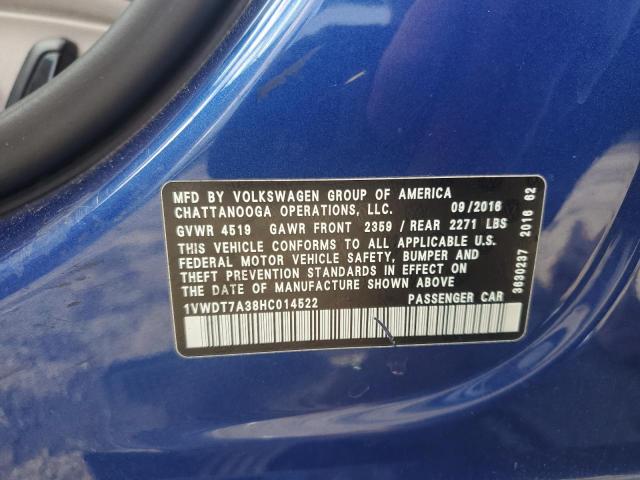 MFD BY VOLKSWAGEN GROUP OF AMERICA
CHATTANOOGA OPERATIONS, LLC. 09/2016
GVWR 4519 GAWR FRONT 2359 / REAR 2271 LBS
THIS VEHICLE CONFORMS TO ALL APPLICABLE U.S.
FEDERAL MOTOR VEHICLE SAFETY, BUMPER AND
THEFT PREVENTION STANDARDS IN EFFECT ON
THE DATE OF MANUFACTURE SHOWN ABOVE
1VWDT7A38HC014522 PASSENGER CAR
3630237 2016 62